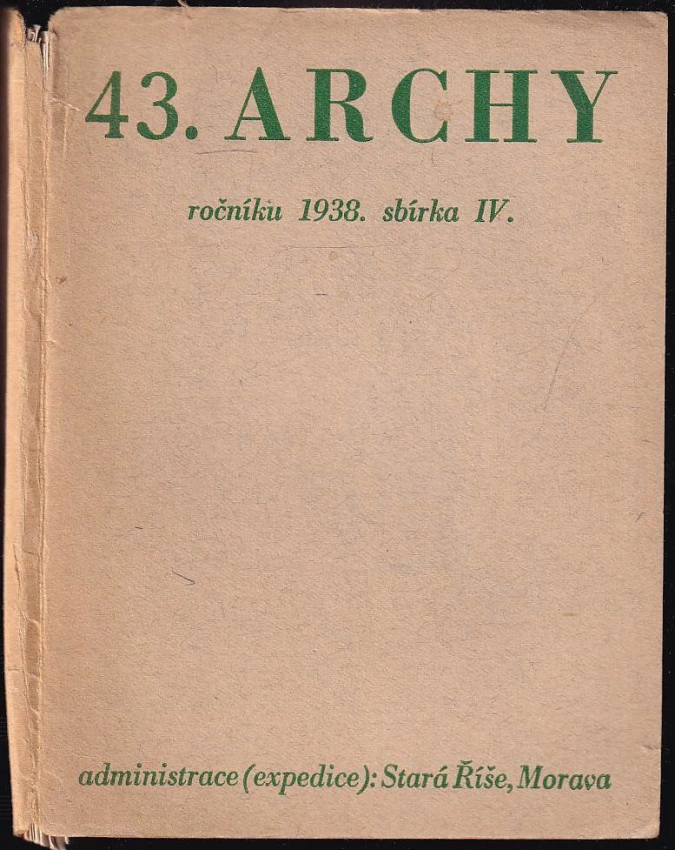 43. ARCHY
ročníku 1938. sbírka IV.
administrace (expedice): Stará Říše, Morava